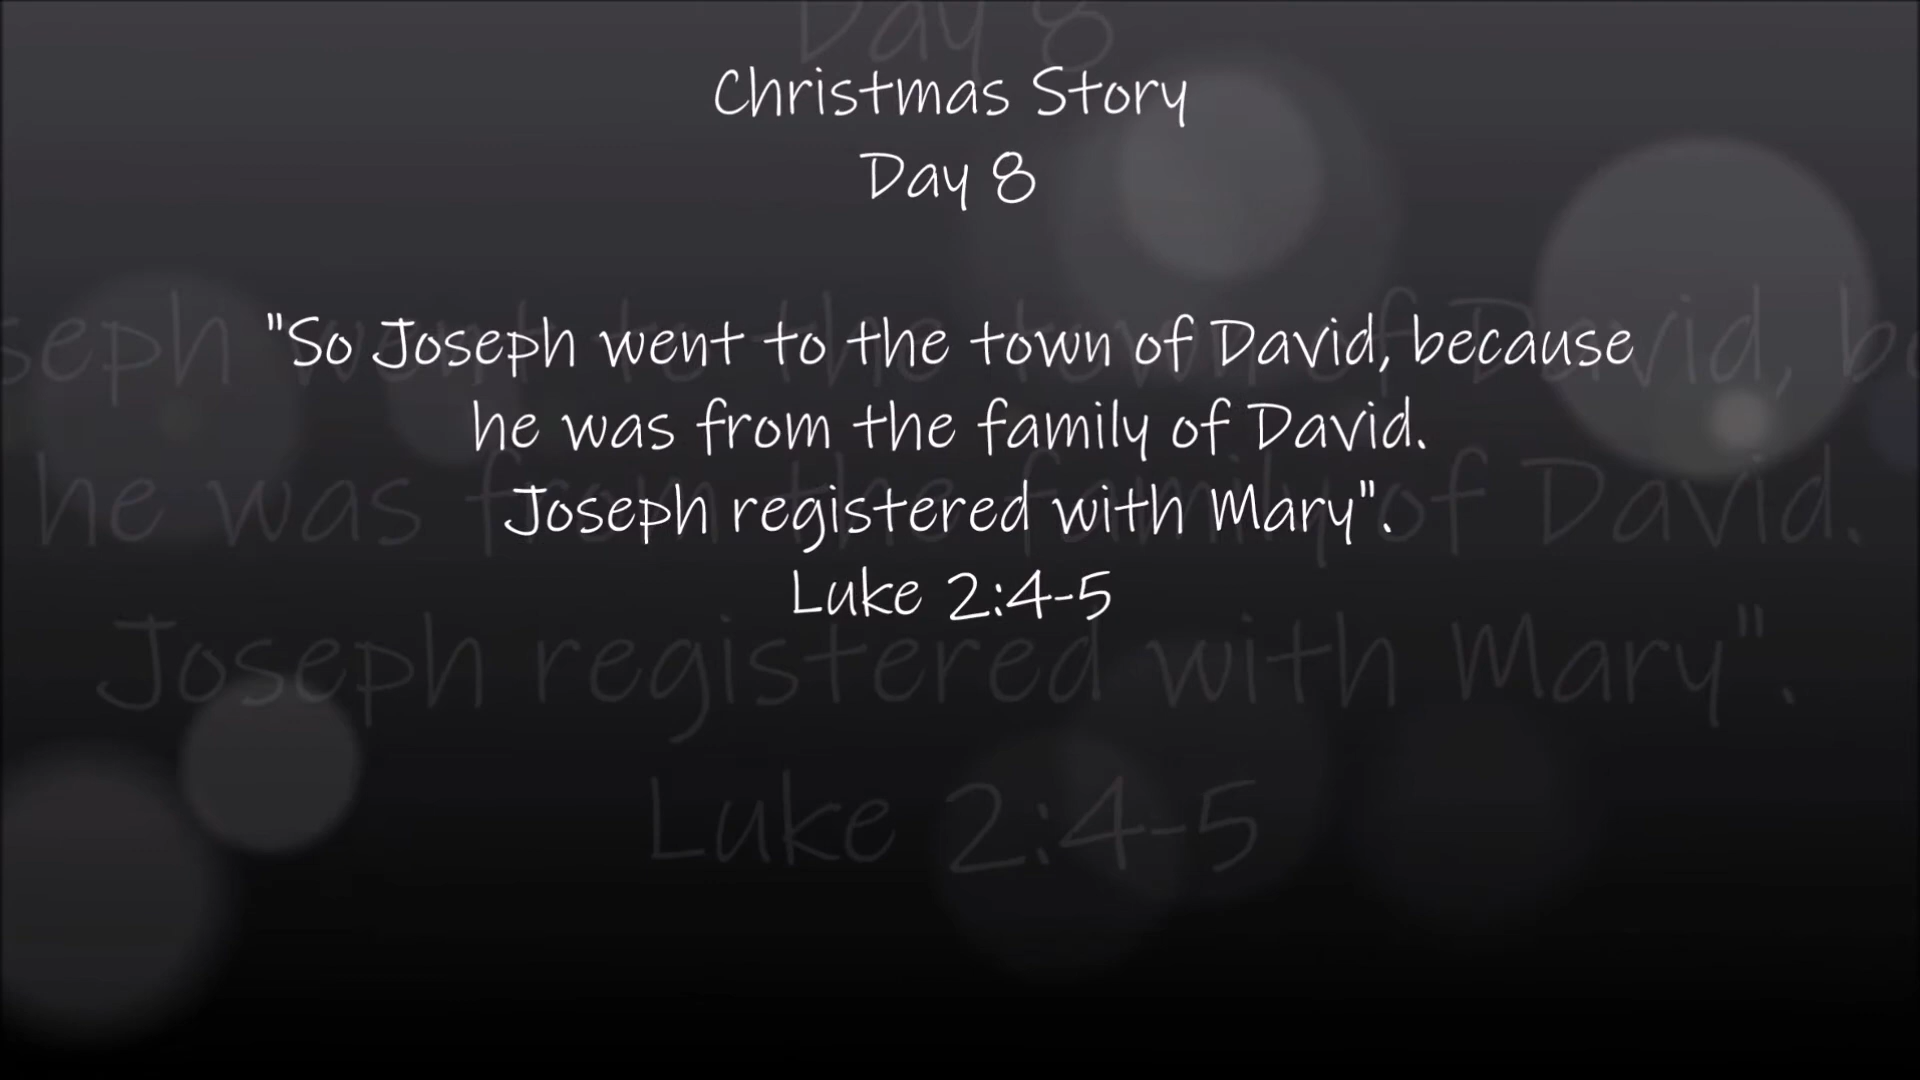 Christmas Story
Day 8
"So Joseph went to the town of David, because
he was from the family of David.
Joseph registered with Mary".
Luke 2:4-5